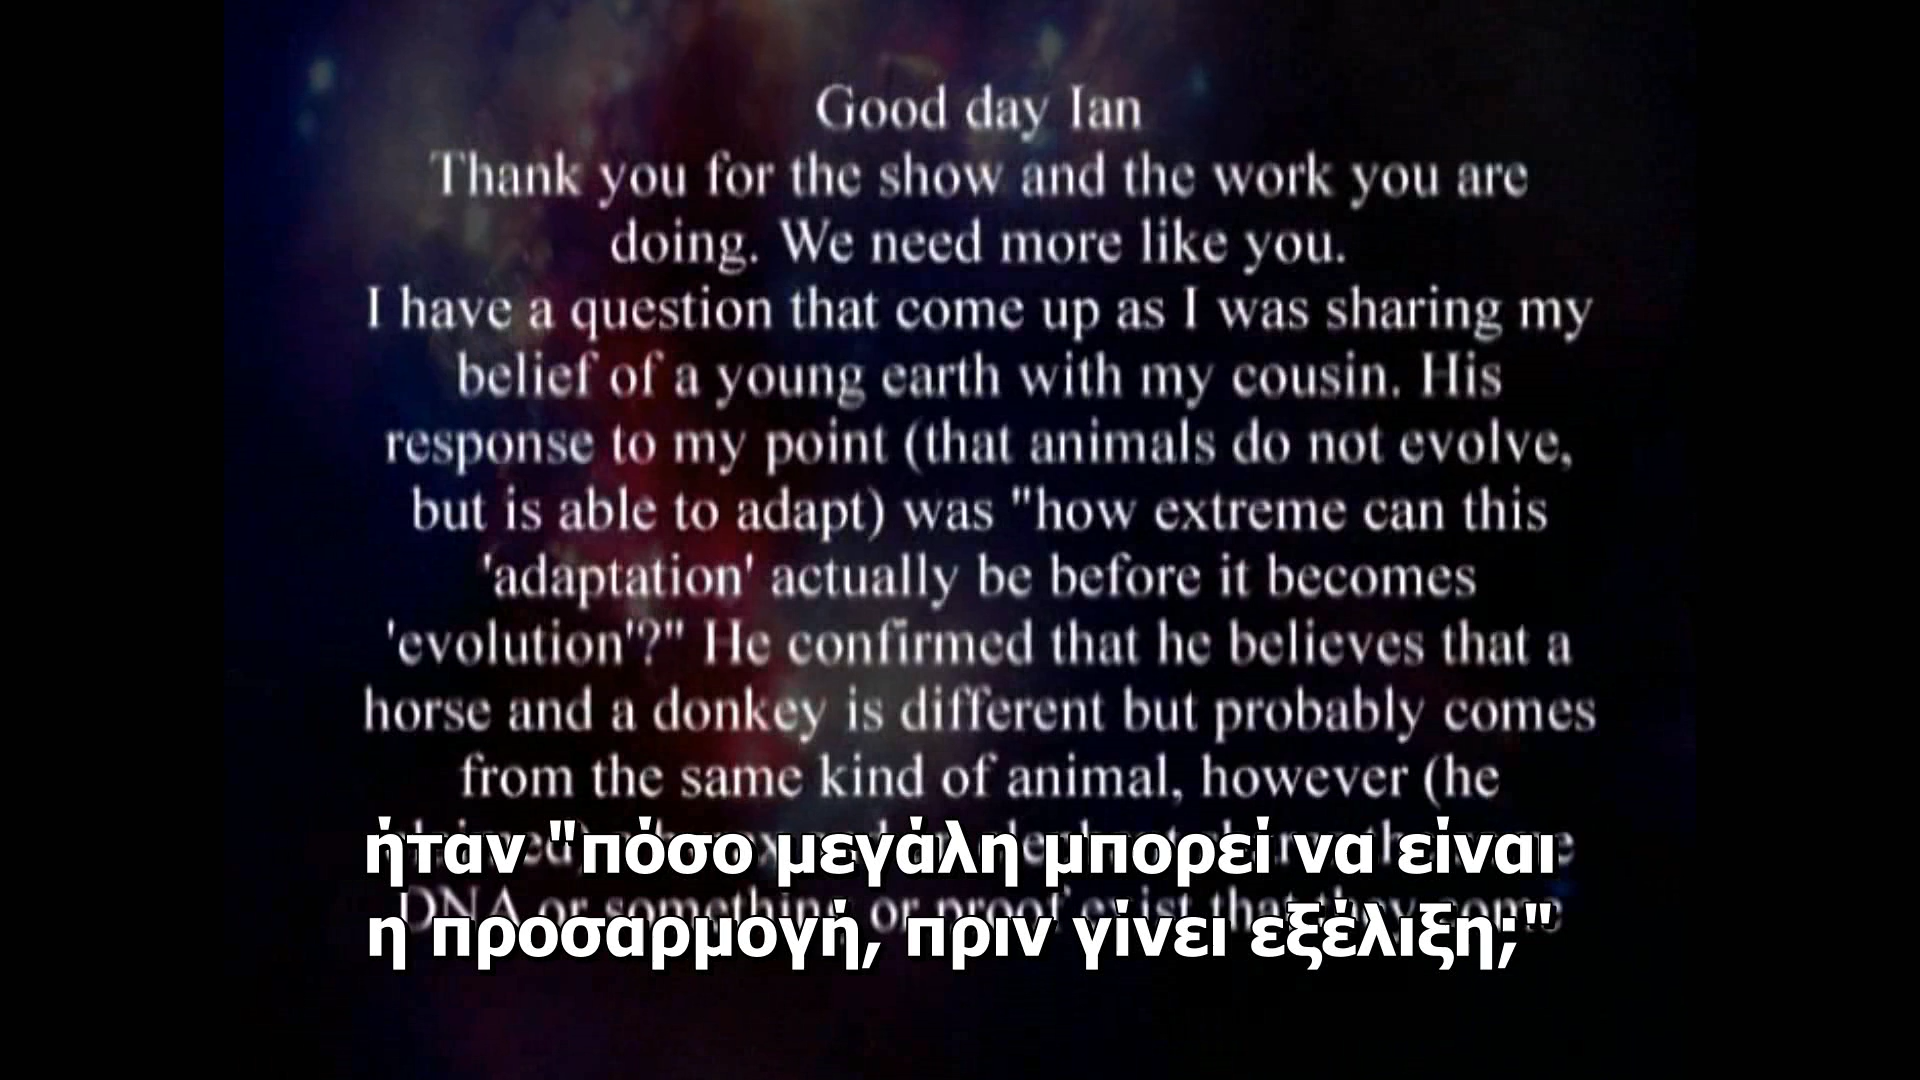 Good day Ian
Thank you for the show and the work you are
doing. We need more like you.
I have a question that come up as I was sharing my
belief of a young earth with my cousin. His
response to my point (that animals do not evolve,
but is able to adapt) was "how extreme can this
'adaptation' actually be before it becomes
'evolution'?" He confirmed that he believes that a
horse and a donkey is different but probably comes
from the same kind of animal, however (he
ήταν "πόσο μεγάλη μπορεί να είναι
DNA or something or proof exist that they come
η προσαρμογή, πριν γίνει εξέλιξη;"